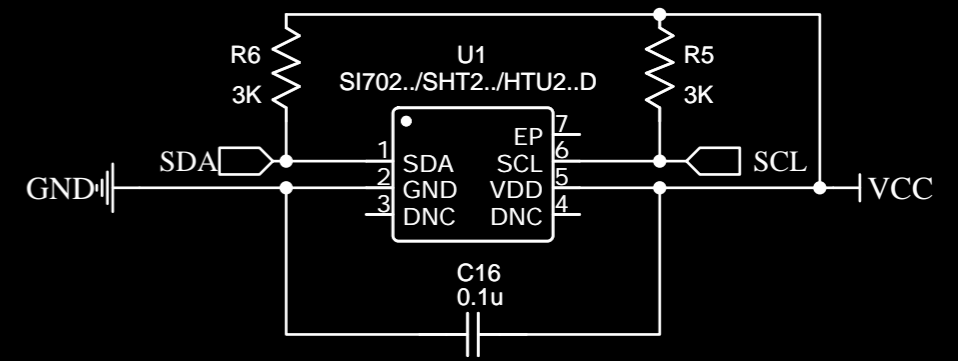 R6
3K
U1
SI702../SHT2../HTU2..D
R5
3K
SDA
GND
1 SDA
2 GND
3 DNC
EP 7
SCL 6
VDD 5
DNC 4
SCL
VCC
C16
0.1u